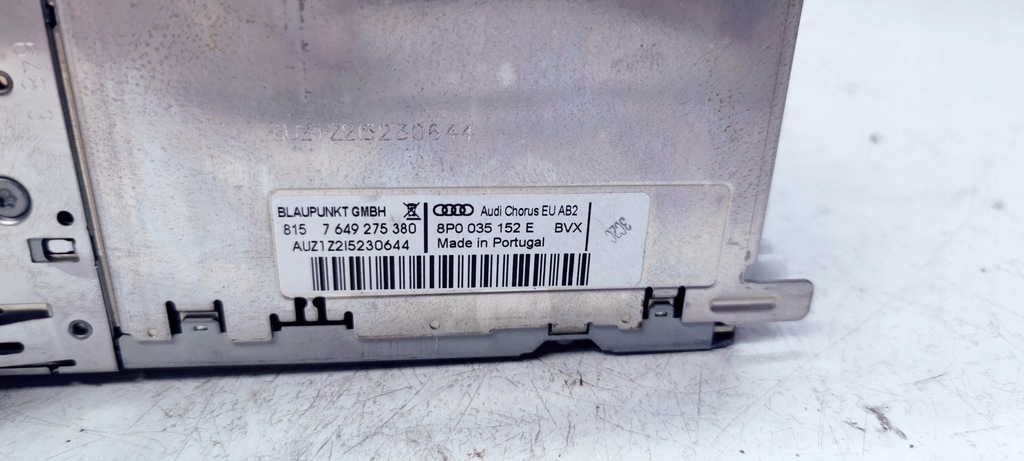 879
AUZ1Z2I5230644
BLAUPUNKT GMBH
815 7 649 275 380
AUZ1Z2I5230644
Audi Chorus EU AB2
8P0 035 152 E BVX
Made in Portugal